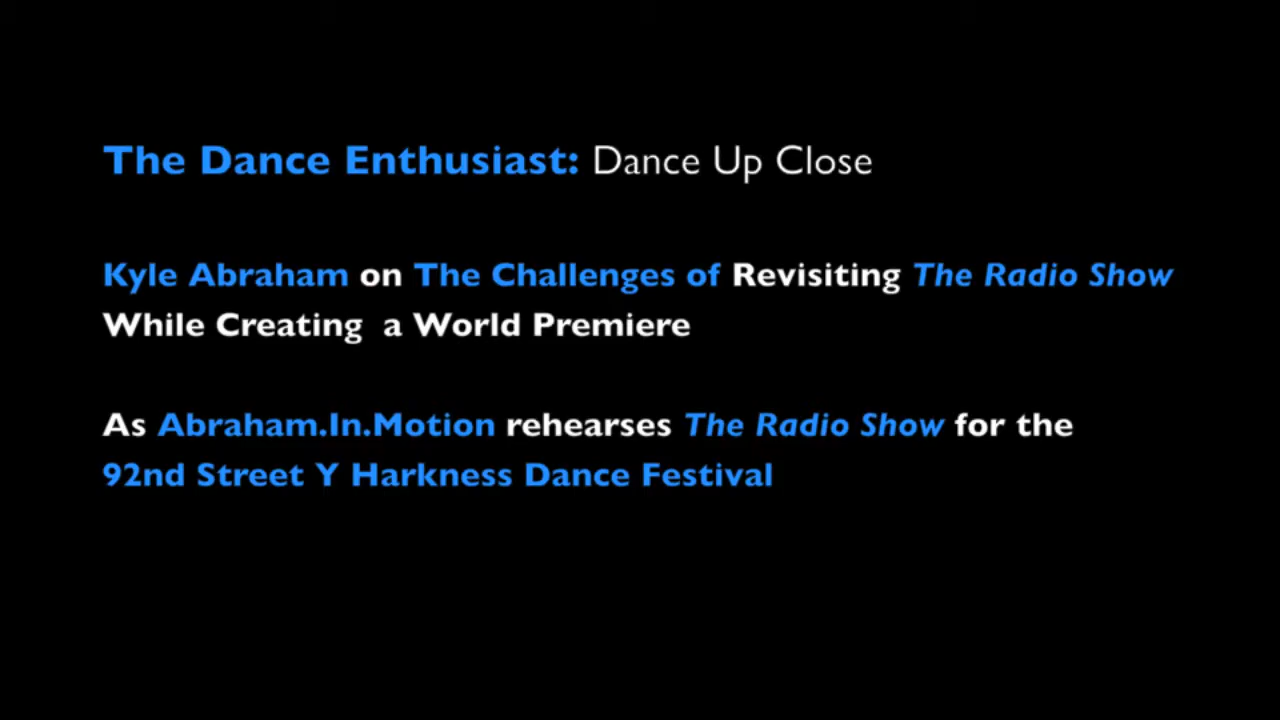 The Dance Enthusiast: Dance Up Close
Kyle Abraham on The Challenges of Revisiting The Radio Show
While Creating  a World Premiere
As Abraham.In.Motion rehearses The Radio Show for the
92nd Street Y Harkness Dance Festival